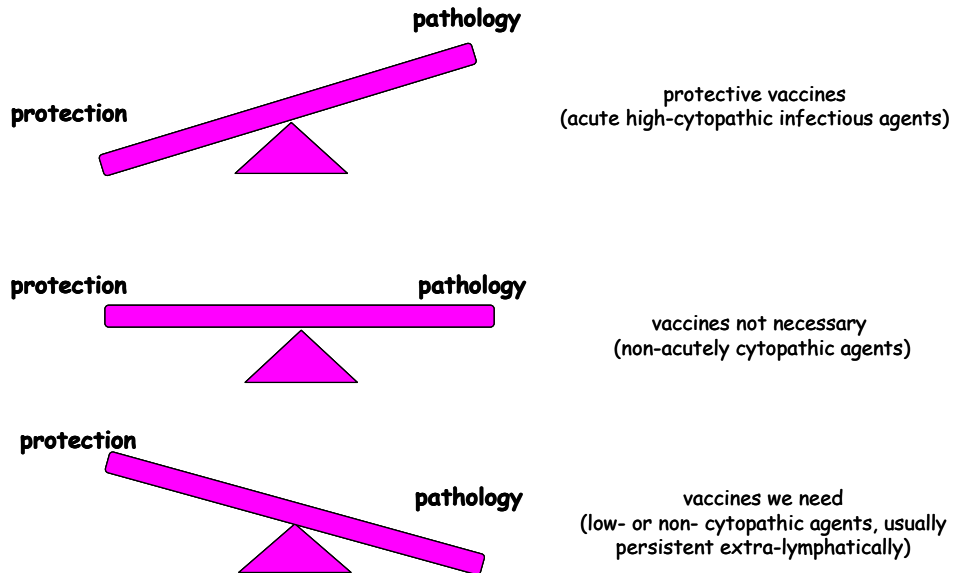 pathology
protection
protective vaccines
(acute high-cytopathic infectious agents)
protection
pathology
vaccines not necessary
(non-acutely cytopathic agents)
protection
pathology
vaccines we need
(low- or non- cytopathic agents, usually
persistent extra-lymphatically)